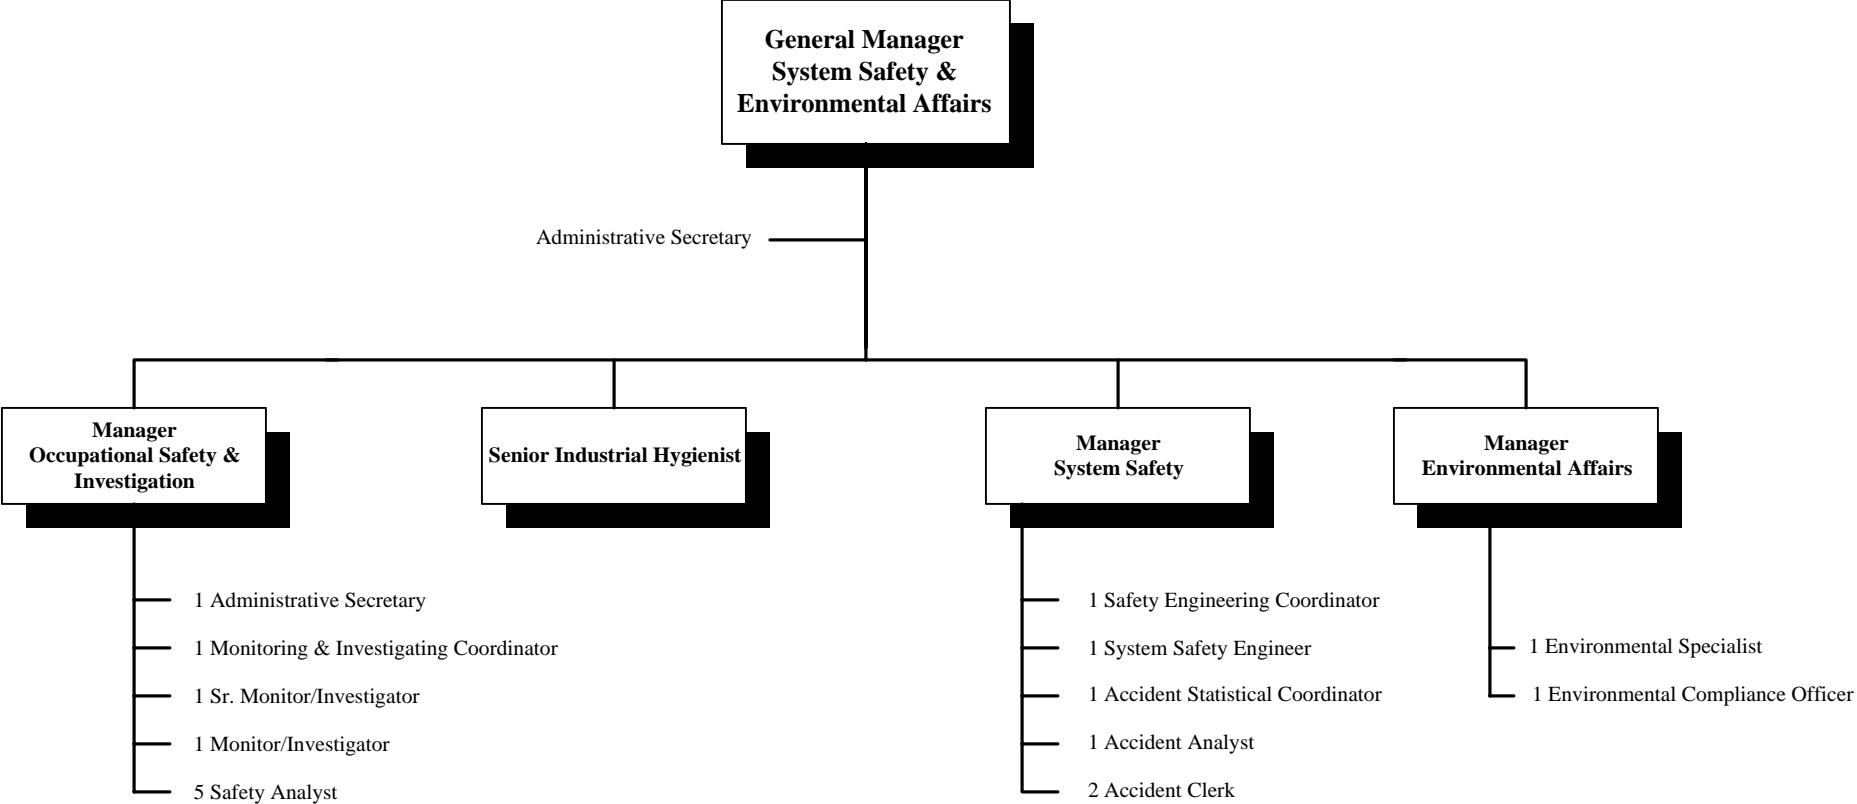 General Manager
System Safety &
Environmental Affairs
Administrative Secretary
Manager
Occupational Safety &
Investigation
Senior Industrial Hygienist
Manager
System Safety
Manager
Environmental Affairs
1 Administrative Secretary
1 Monitoring & Investigating Coordinator
1 Sr. Monitor/Investigator
1 Monitor/Investigator
5 Safety Analyst
1 Safety Engineering Coordinator
1 System Safety Engineer
1 Accident Statistical Coordinator
1 Accident Analyst
2 Accident Clerk
1 Environmental Specialist
1 Environmental Compliance Officer